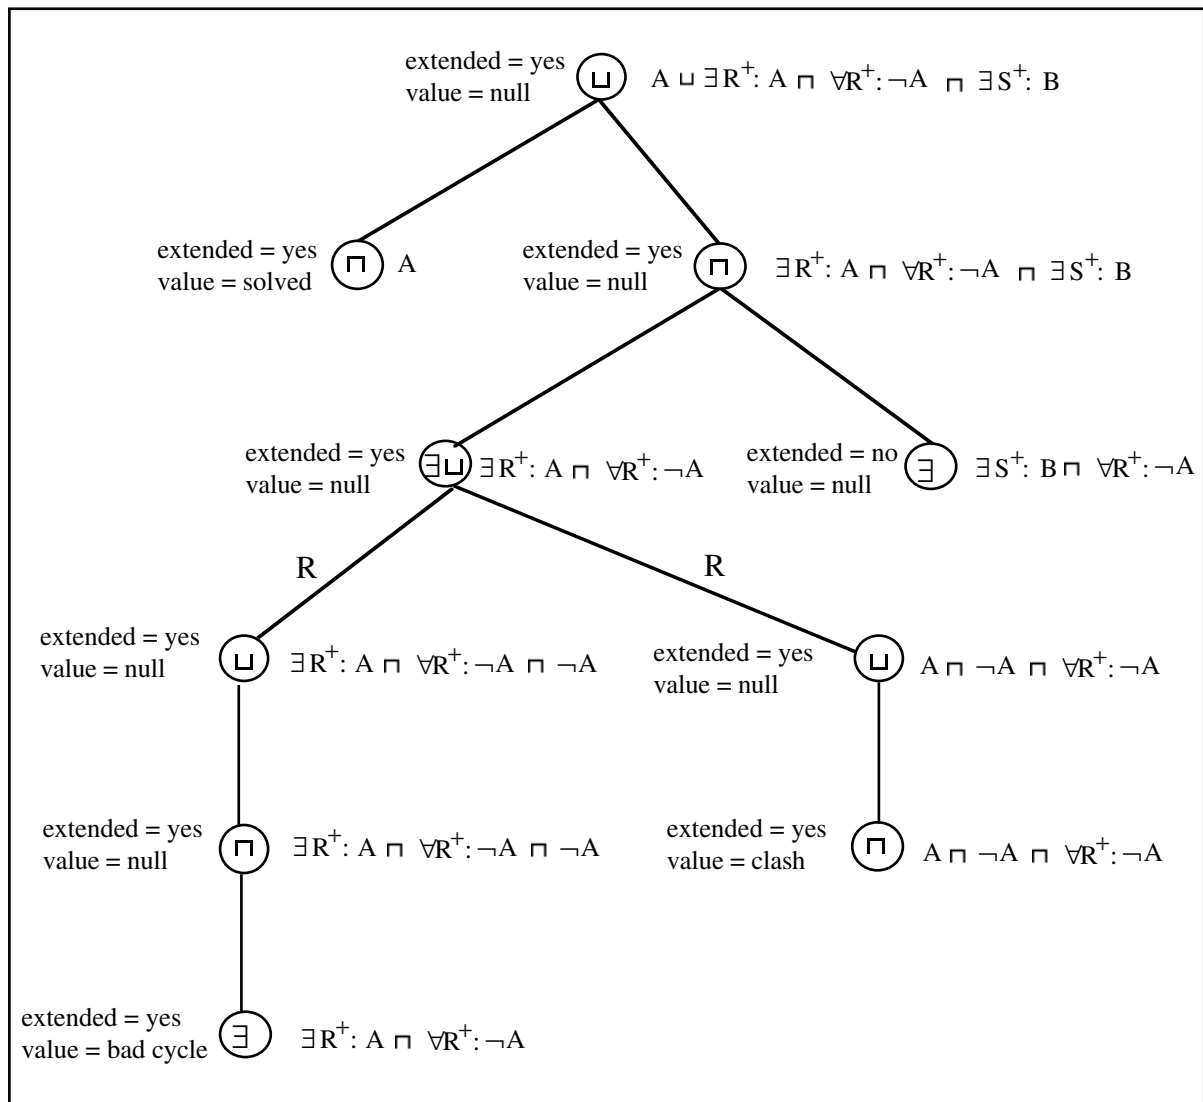 extended = yes
value = null
⊔
A ⊔ ∃R⁺: A ⊓ ∀R⁺: ¬A ⊓ ∃S⁺: B
extended = yes
value = solved
⊓
A
extended = yes
value = null
⊓
∃R⁺: A ⊓ ∀R⁺: ¬A ⊓ ∃S⁺: B
extended = yes
value = null
∃⊔
∃R⁺: A ⊓ ∀R⁺: ¬A
extended = no
value = null
∃
∃S⁺: B ⊓ ∀R⁺: ¬A
R
R
extended = yes
value = null
⊔
∃R⁺: A ⊓ ∀R⁺: ¬A ⊓ ¬A
extended = yes
value = null
⊔
A ⊓ ¬A ⊓ ∀R⁺: ¬A
extended = yes
value = null
⊓
∃R⁺: A ⊓ ∀R⁺: ¬A ⊓ ¬A
extended = yes
value = clash
⊓
A ⊓ ¬A ⊓ ∀R⁺: ¬A
extended = yes
value = bad cycle
∃
∃R⁺: A ⊓ ∀R⁺: ¬A